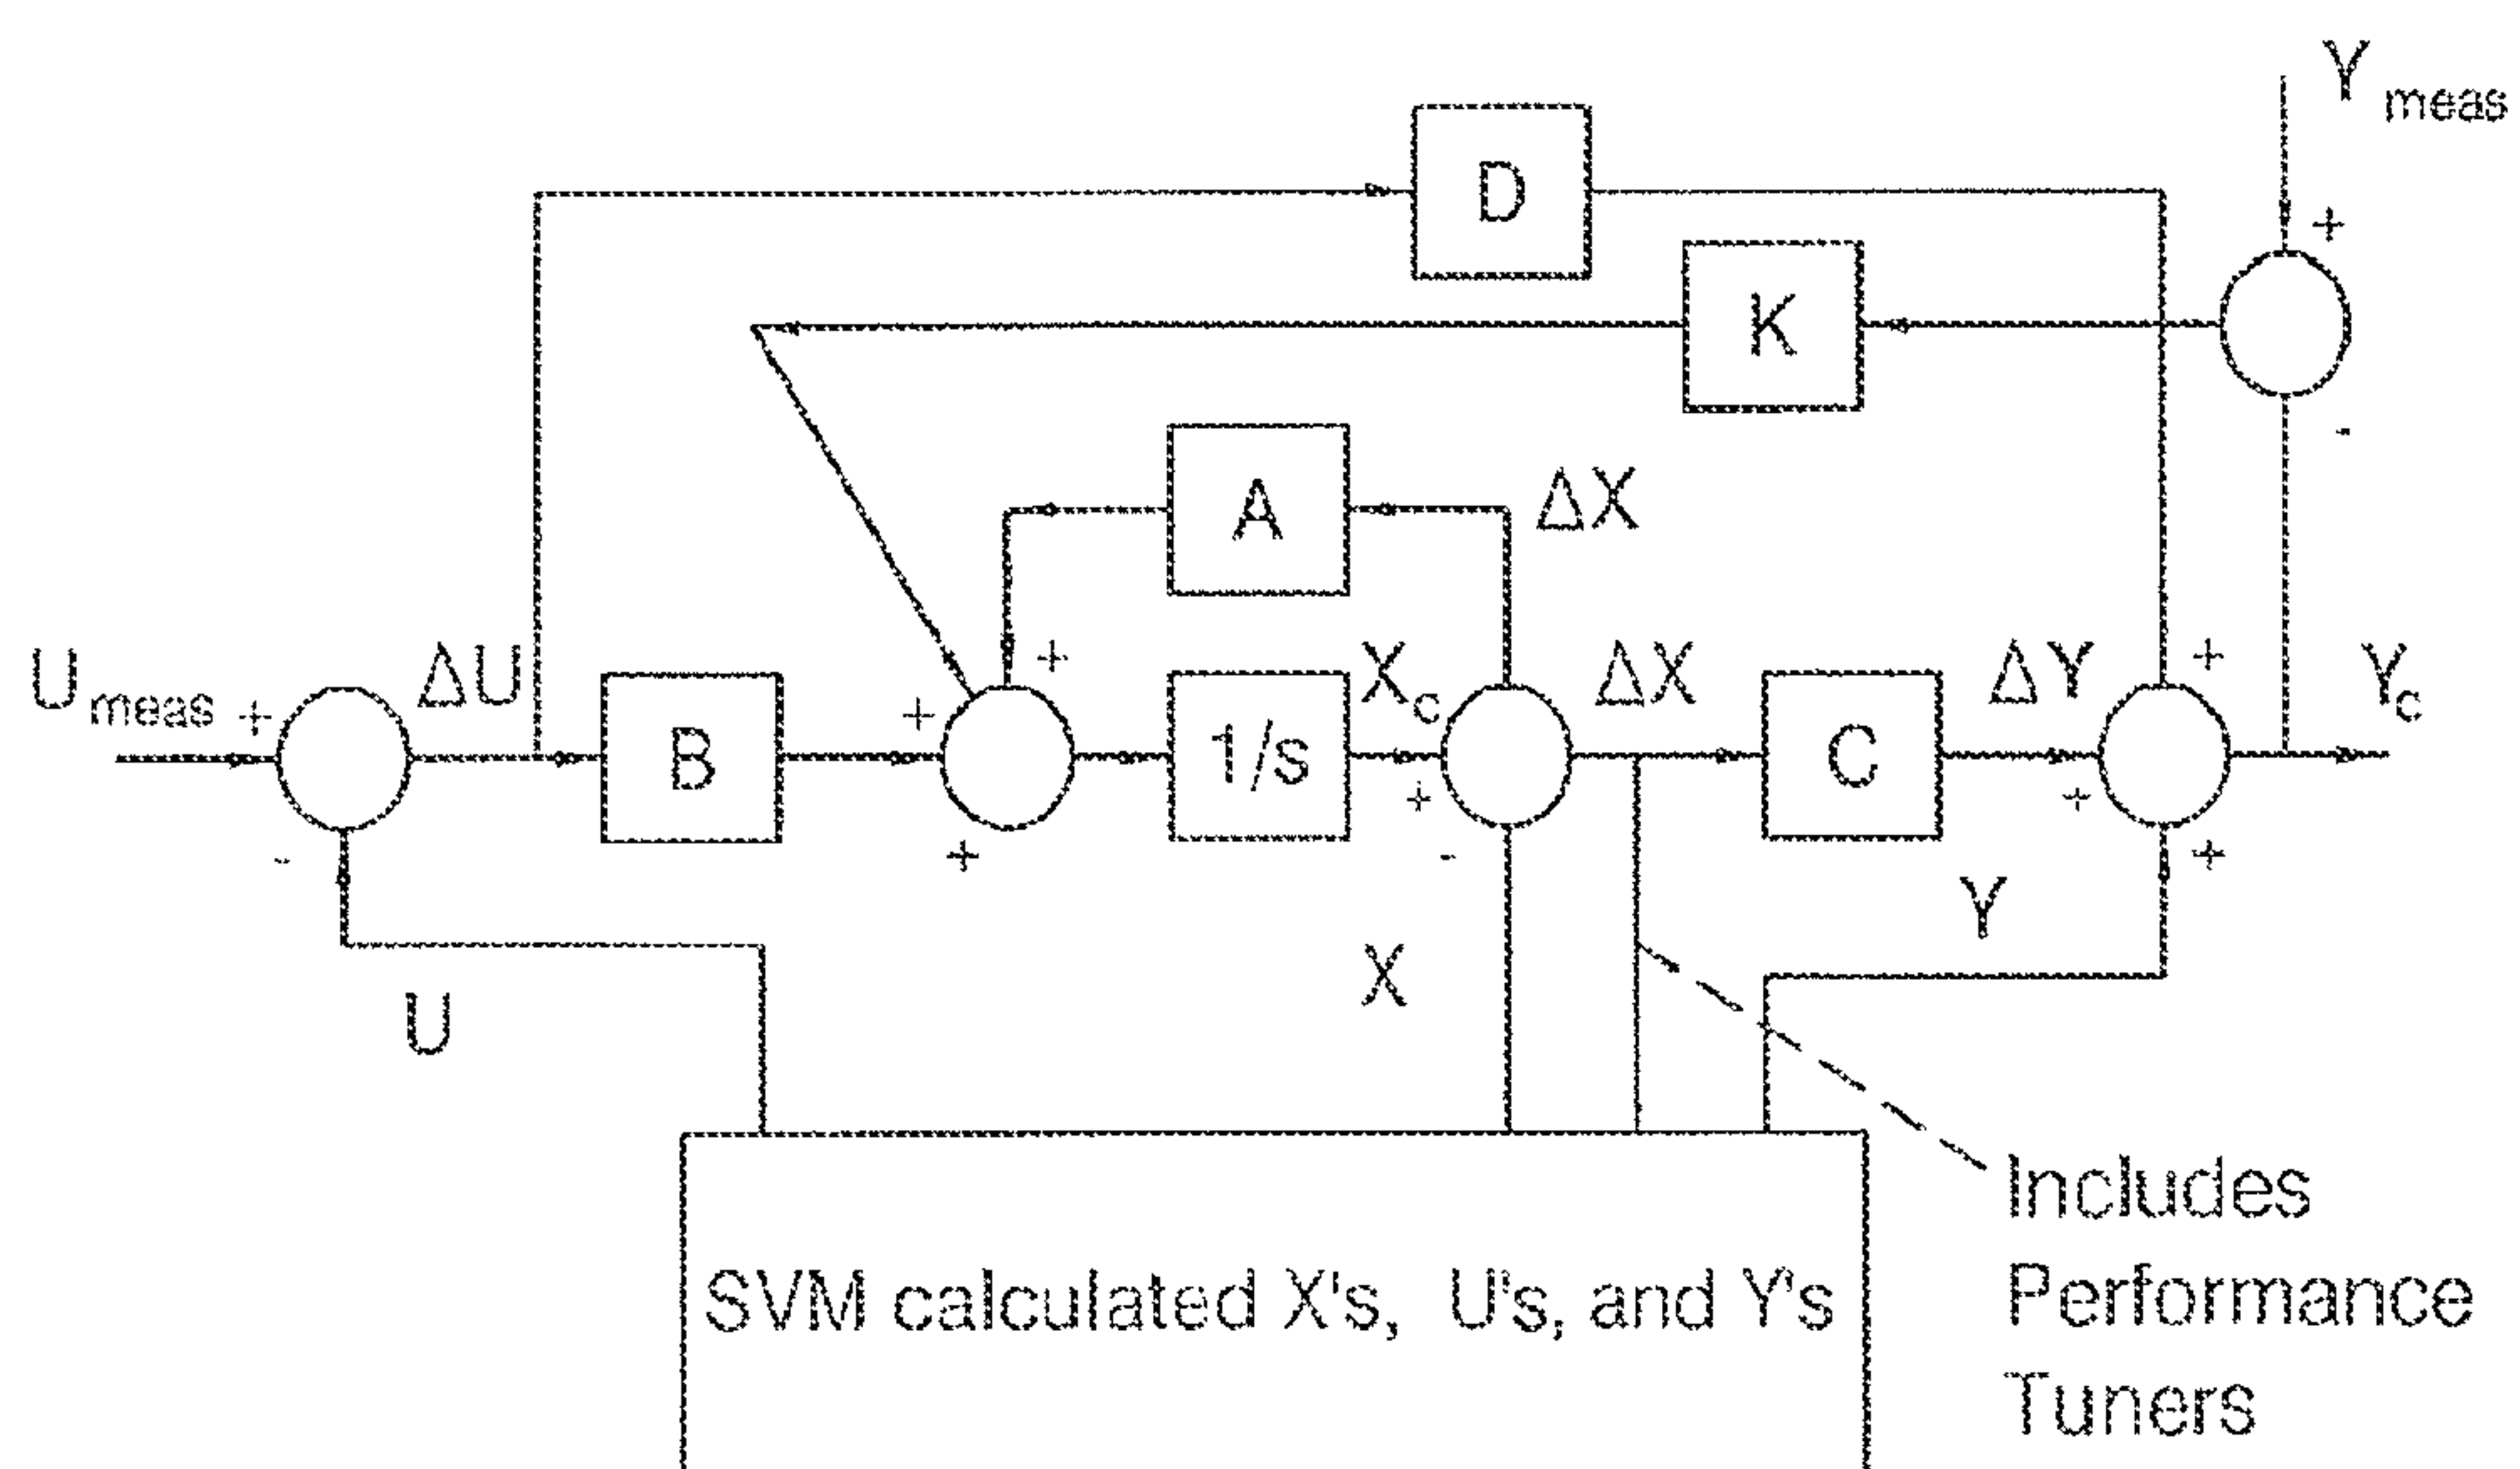 Y meas
D
K
A
ΔX
U meas
+
ΔU
B
+
+
+
1/s
X c
+
-
ΔX
C
ΔY
+
+
+
Y c
+
-
-
U
X
Y
SVM calculated X's, U's, and Y's
Includes
Performance
Tuners